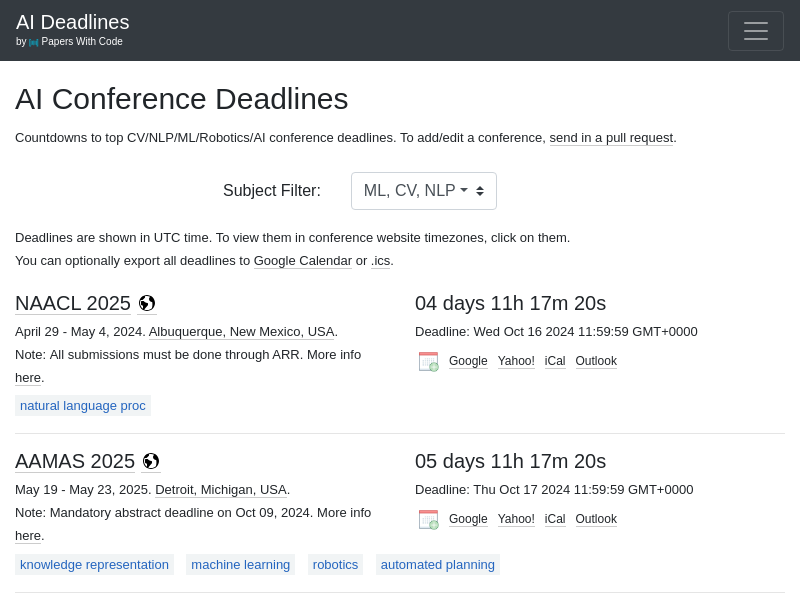 AI Deadlines
by Papers With Code
AI Conference Deadlines
Countdowns to top CV/NLP/ML/Robotics/AI conference deadlines. To add/edit a conference, send in a pull request.
Subject Filter: ML, CV, NLP
Deadlines are shown in UTC time. To view them in conference website timezones, click on them.
You can optionally export all deadlines to Google Calendar or .ics.
NAACL 2025
April 29 - May 4, 2024. Albuquerque, New Mexico, USA.
Note: All submissions must be done through ARR. More info
here.
natural language proc
04 days 11h 17m 20s
Deadline: Wed Oct 16 2024 11:59:59 GMT+0000
Google Yahoo! iCal Outlook
AAMAS 2025
May 19 - May 23, 2025. Detroit, Michigan, USA.
Note: Mandatory abstract deadline on Oct 09, 2024. More info
here.
knowledge representation machine learning robotics automated planning
05 days 11h 17m 20s
Deadline: Thu Oct 17 2024 11:59:59 GMT+0000
Google Yahoo! iCal Outlook